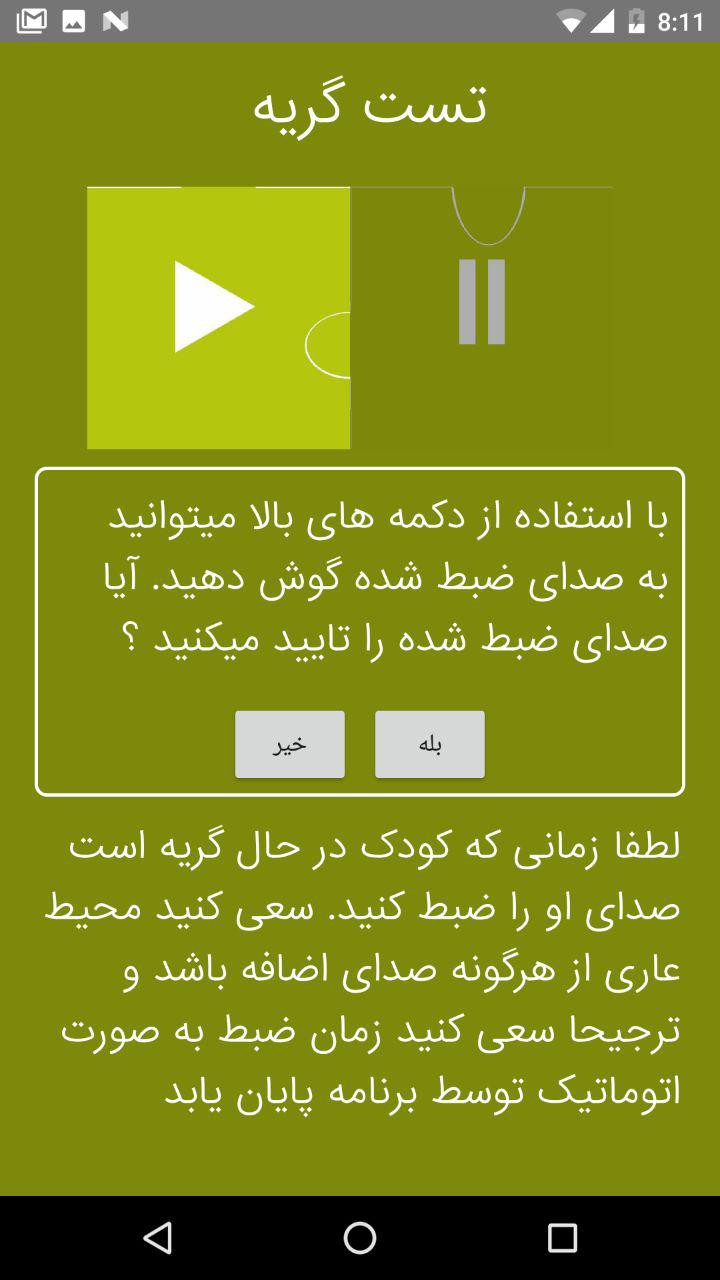 8:11
تست گریه
با استفاده از دکمه های بالا میتوانید
به صدای ضبط شده گوش دهید. آیا
صدای ضبط شده را تایید میکنید ؟
بله
خیر
لطفا زمانی که کودک در حال گریه است
صدای او را ضبط کنید. سعی کنید محیط
عاری از هرگونه صدای اضافه باشد و
ترجیحا سعی کنید زمان ضبط به صورت
اتوماتیک توسط برنامه پایان یابد